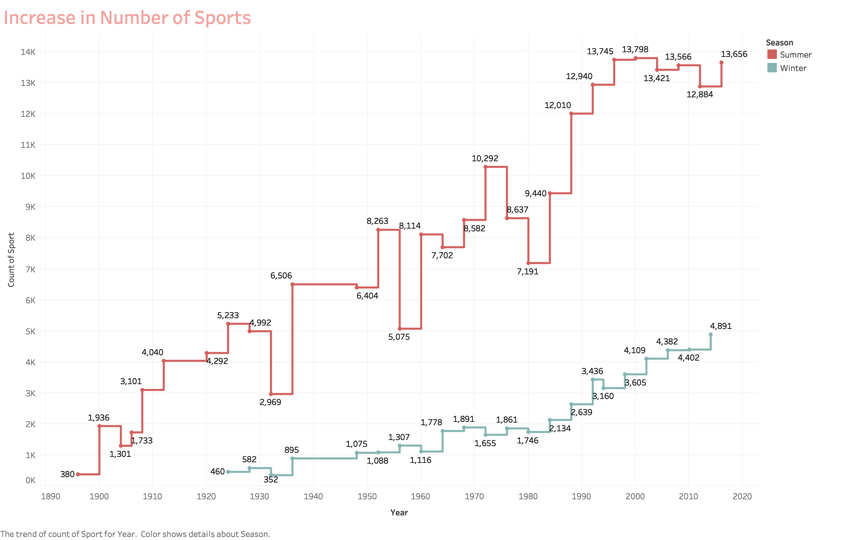 Increase in Number of Sports
Season
Summer
Winter
14K
13K
12K
11K
10K
9K
8K
7K
6K
5K
4K
3K
2K
1K
0K
Count of Sport
380
1,936
1,301
1,733
3,101
4,040
4,292
5,233
4,992
2,969
6,506
6,404
8,263
5,075
8,114
7,702
8,582
10,292
8,637
7,191
9,440
12,010
12,940
13,745
13,798
13,421
13,566
12,884
13,656
460
582
352
895
1,075
1,088
1,307
1,116
1,778
1,891
1,655
1,861
1,746
2,134
2,639
3,436
3,160
3,605
4,109
4,382
4,402
4,891
1890 1900 1910 1920 1930 1940 1950 1960 1970 1980 1990 2000 2010 2020
Year
The trend of count of Sport for Year. Color shows details about Season.